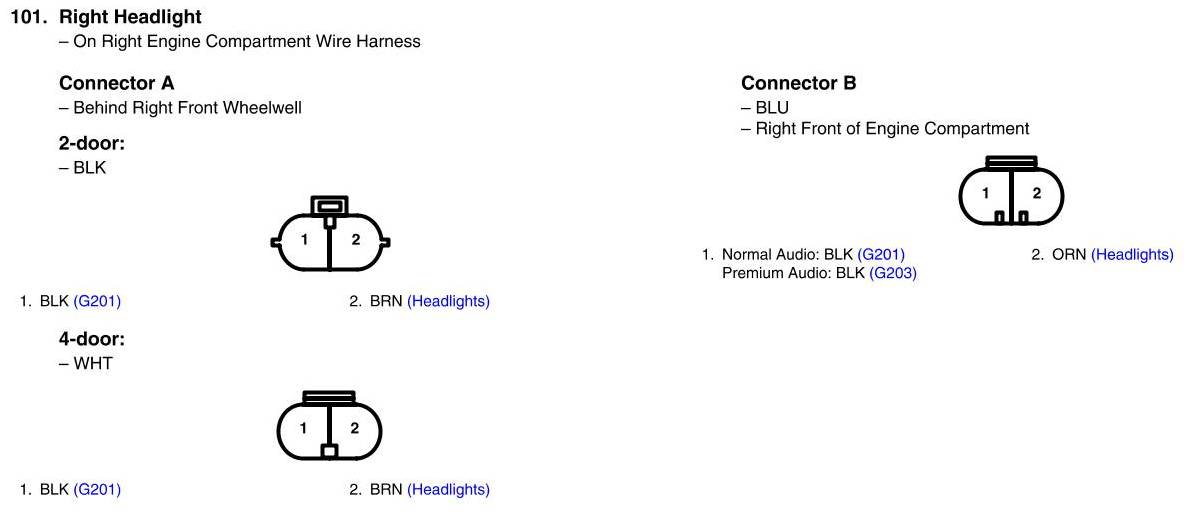 101. Right Headlight
– On Right Engine Compartment Wire Harness
Connector A
– Behind Right Front Wheelwell
2-door:
– BLK
1
2
1. BLK (G201)
2. BRN (Headlights)
4-door:
– WHT
1
2
1. BLK (G201)
2. BRN (Headlights)
Connector B
– BLU
– Right Front of Engine Compartment
1
2
1. Normal Audio: BLK (G201)
Premium Audio: BLK (G203)
2. ORN (Headlights)